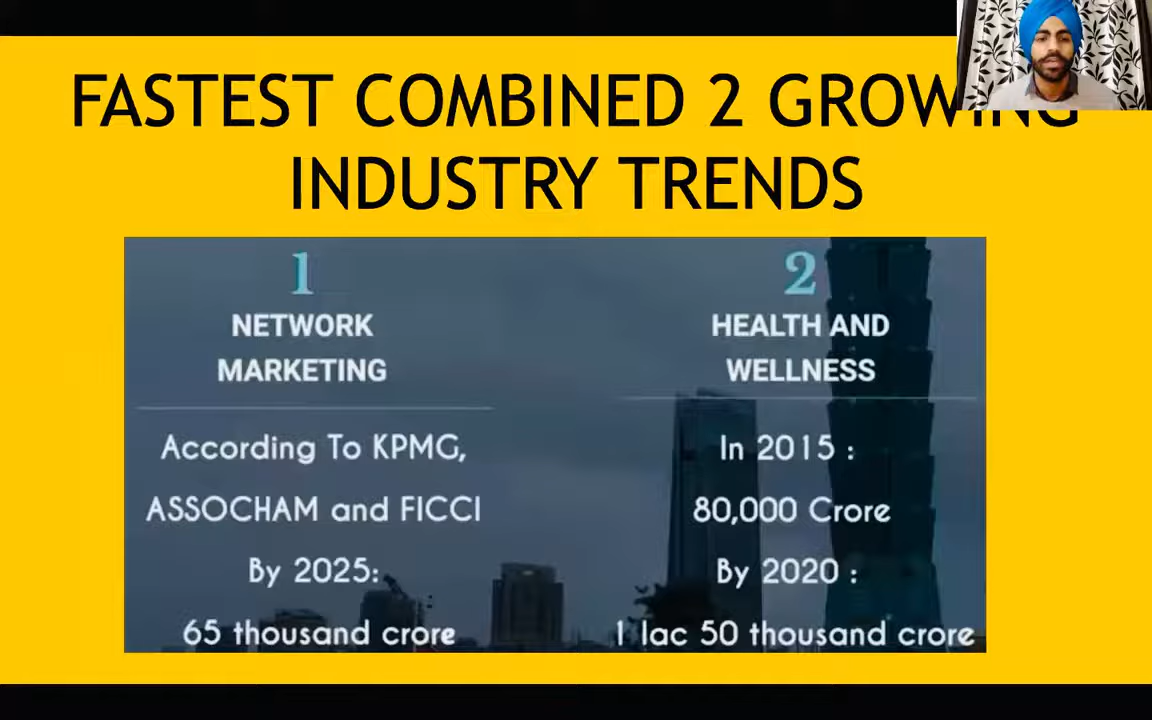 FASTEST COMBINED 2 GROWING
INDUSTRY TRENDS
1
NETWORK
MARKETING
According To KPMG,
ASSOCHAM and FICCI
By 2025:
65 thousand crore
2
HEALTH AND
WELLNESS
In 2015 :
80,000 Crore
By 2020 :
1 lac 50 thousand crore